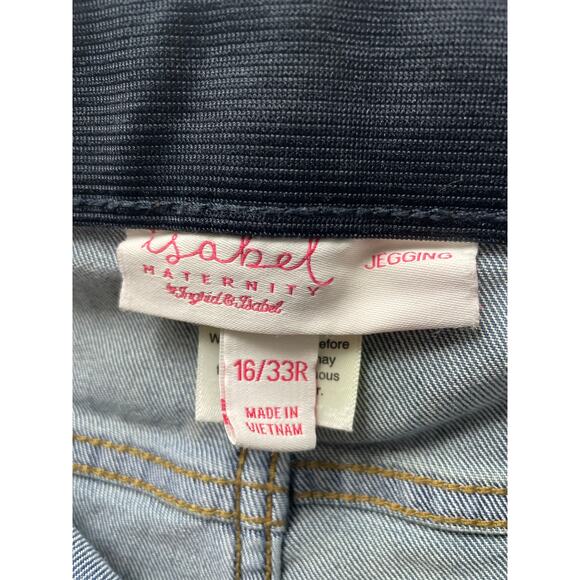 isabel
MATERNITY
by Ingrid & Isabel
JEGGING
16/33R
MADE IN
VIETNAM